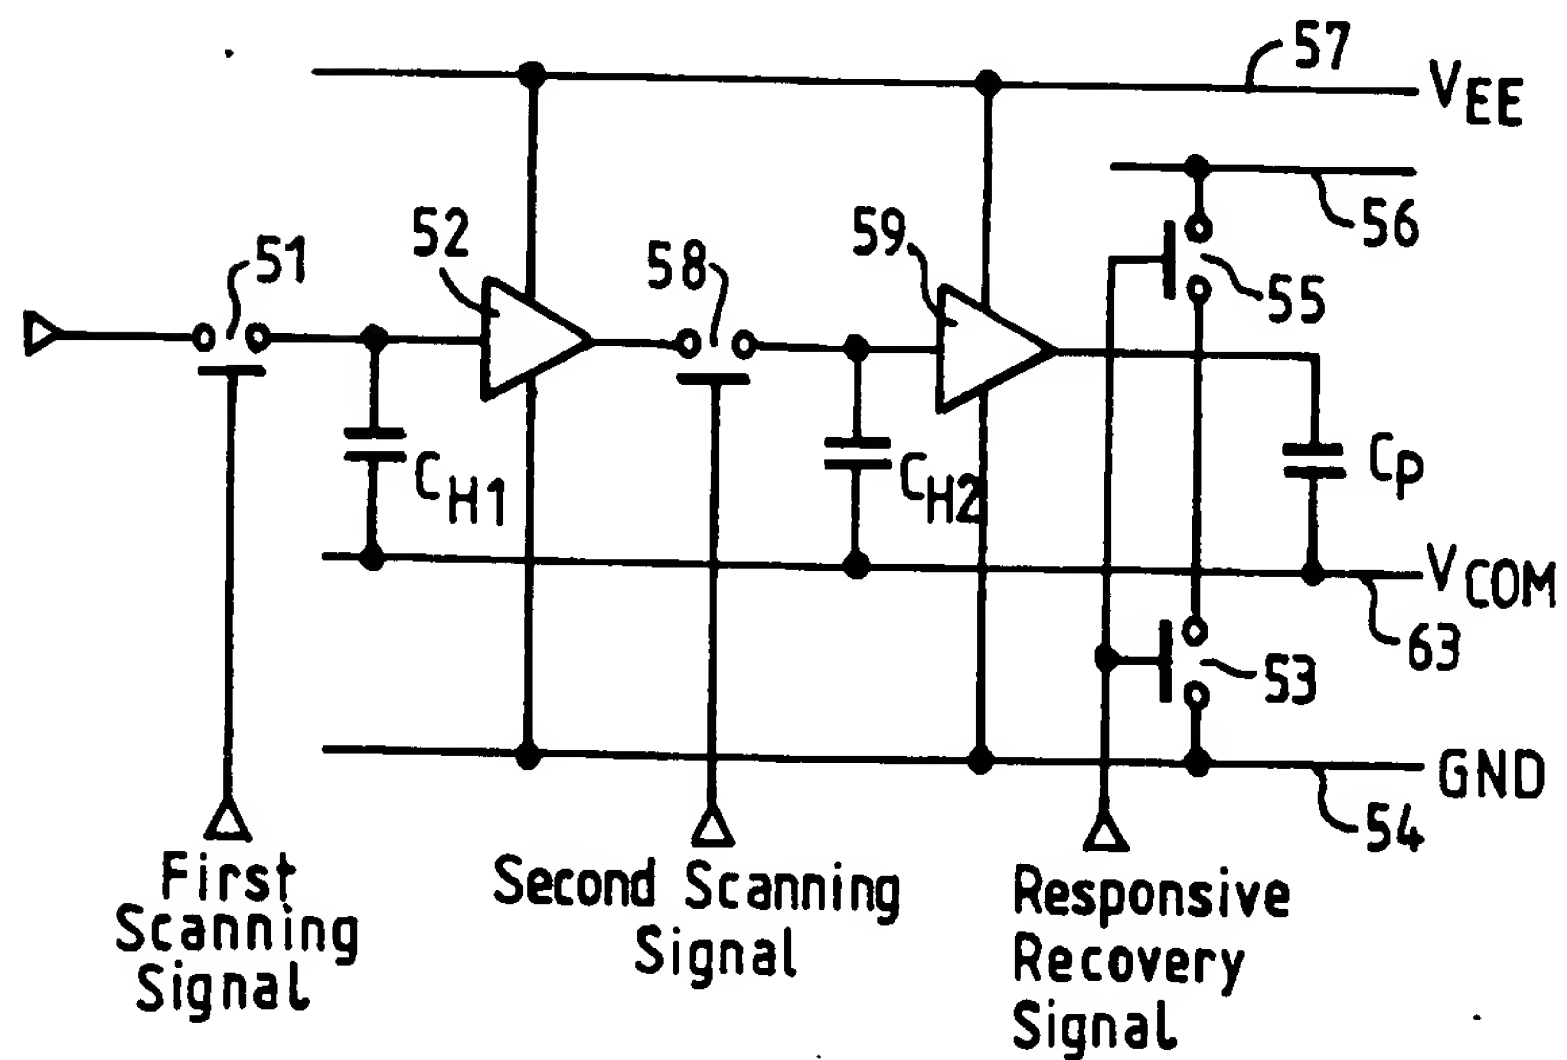 57
VEE
56
51
52
58
59
55
CH1
CH2
Cp
VCOM
63
53
GND
54
First
Scanning
Signal
Second Scanning
Signal
Responsive
Recovery
Signal